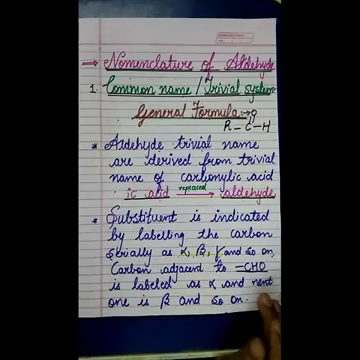 → Nomenclature of Aldehyde
1. Common name / Trivial system
General Formula → O
R - C - H
* Aldehyde trivial name
are derived from trivial
name of carboxylic acid
ic acid replaced → aldehyde
* Substituent is indicated
by labelling the carbon
serially as α, β, γ and so on.
Carbon adjacent to -CHO
is labeled as α and next
one is β and so on.